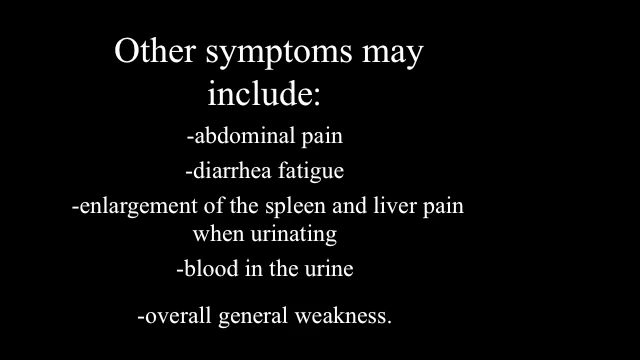 Other symptoms may
include:
-abdominal pain
-diarrhea fatigue
-enlargement of the spleen and liver pain
when urinating
-blood in the urine
-overall general weakness.